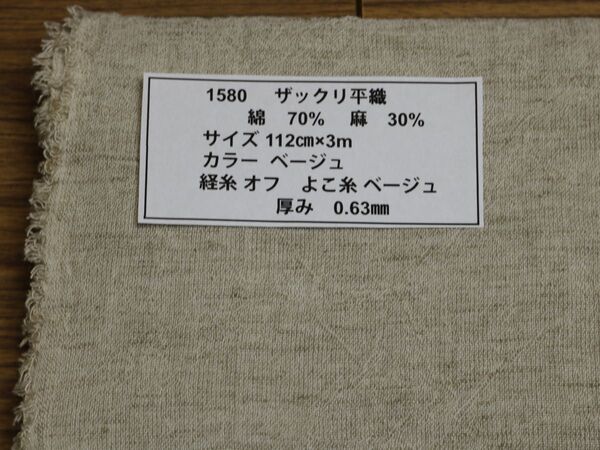 1580 ザックリ平織
綿 70% 麻 30%
サイズ 112㎝×3m
カラー ベージュ
経糸 オフ よこ糸 ベージュ
厚み 0.63㎜